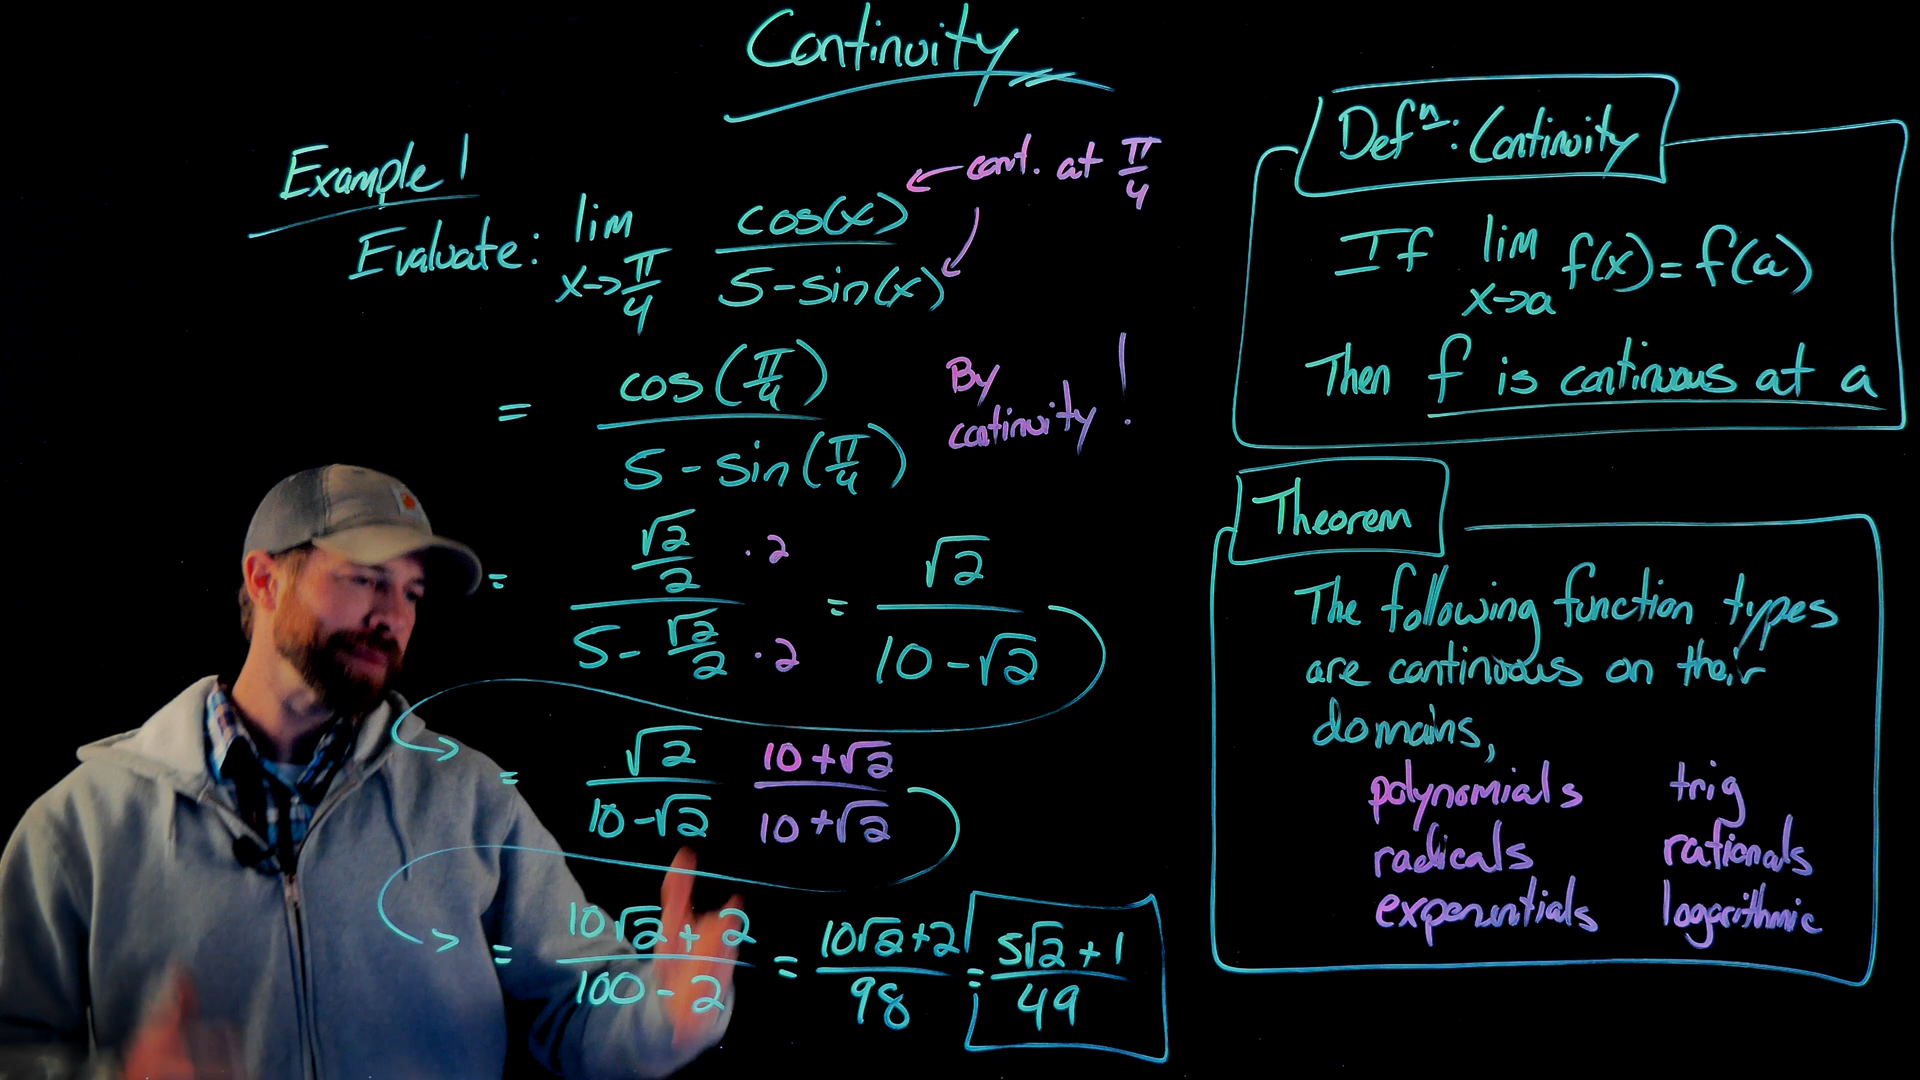 Continuity
Example 1
Evaluate: lim x→π/4 cos(x)/(5-sin(x)) ← cont. at π/4
= cos(π/4)/(5-sin(π/4)) By continuity!
= (√2/2)/(5-√2/2) ·2 ·2 = √2/(10-√2)
= √2/(10-√2) (10+√2)/(10+√2)
= (10√2+2)/(100-2) = (10√2+2)/98 = (5√2+1)/49
Defⁿ: Continuity
If lim x→a f(x)=f(a)
Then f is continuous at a
Theorem
The following function types
are continuous on their
domains,
polynomials trig
radicals rationals
exponentials logarithmic